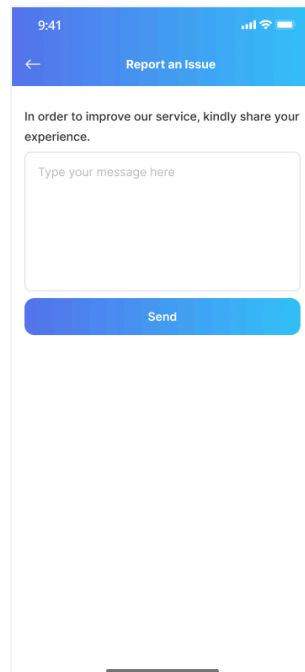 9:41
Report an Issue
In order to improve our service, kindly share your
experience.
Type your message here
Send